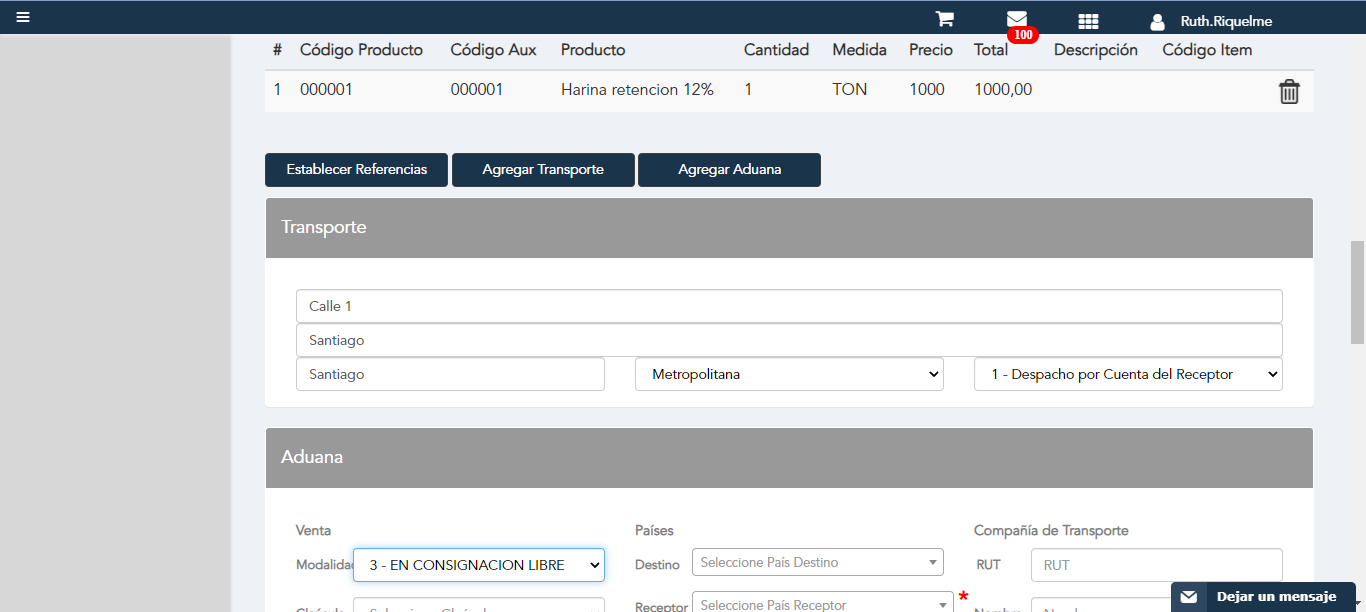 Ruth.Riquelme
100
# Código Producto Código Aux Producto Cantidad Medida Precio Total Descripción Código Item
1 000001 000001 Harina retencion 12% 1 TON 1000 1000,00
Establecer Referencias Agregar Transporte Agregar Aduana
Transporte
Calle 1
Santiago
Santiago Metropolitana 1 - Despacho por Cuenta del Receptor
Aduana
Venta Países Compañía de Transporte
Modalidad 3 - EN CONSIGNACION LIBRE Destino Seleccione País Destino RUT RUT
Receptor Seleccione País Receptor *
Dejar un mensaje